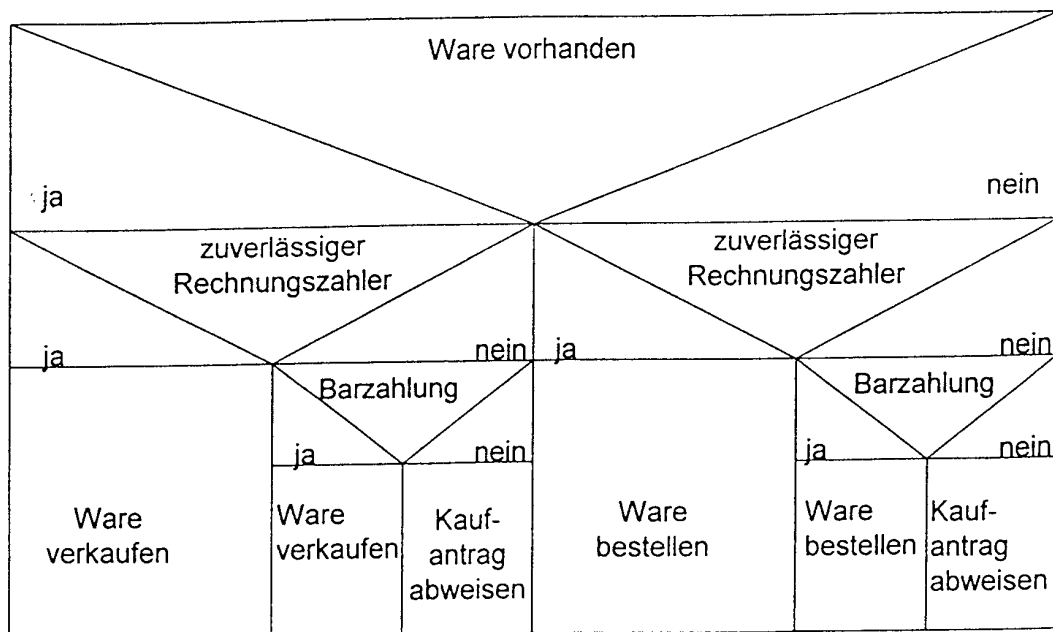 Ware vorhanden
ja
nein
zuverlässiger
Rechnungszahler
zuverlässiger
Rechnungszahler
ja
nein
ja
nein
Barzahlung
Barzahlung
ja
nein
ja
nein
Ware
verkaufen
Ware
verkaufen
Kauf-
antrag
abweisen
Ware
bestellen
Ware
bestellen
Kauf-
antrag
abweisen